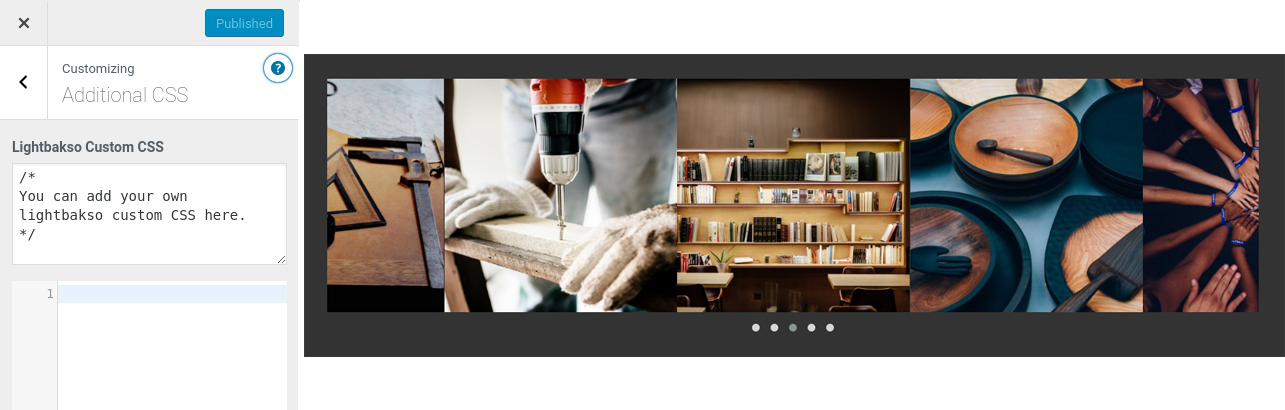 Published
?
Customizing
Additional CSS
Lightbakso Custom CSS
/*
You can add your own
lightbakso custom CSS here.
*/
1